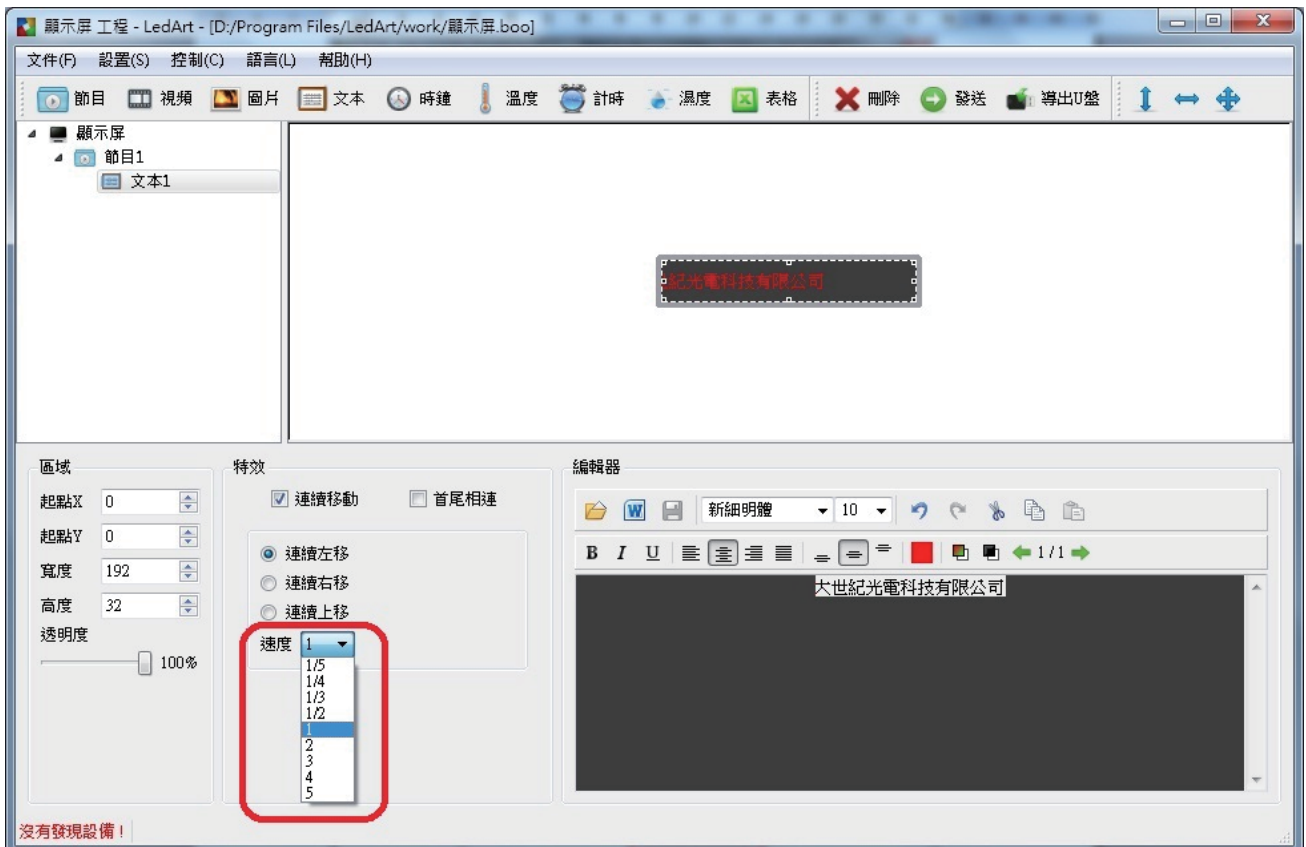 顯示屏 工程 - LedArt - [D:/Program Files/LedArt/work/顯示屏.boo]
文件(F) 設置(S) 控制(C) 語言(L) 幫助(H)
節目 視頻 圖片 文本 時鐘 溫度 計時 濕度 表格 刪除 發送 導出U盤
顯示屏
節目1
文本1
紀光電科技有限公司
區域
起點X 0
起點Y 0
寬度 192
高度 32
透明度
100%
特效
連續移動 首尾相連
連續左移
連續右移
連續上移
速度 1
1/5
1/4
1/3
1/2
1
2
3
4
5
編輯器
新細明體 10
B I U 1/1
大世紀光電科技有限公司
沒有發現設備！